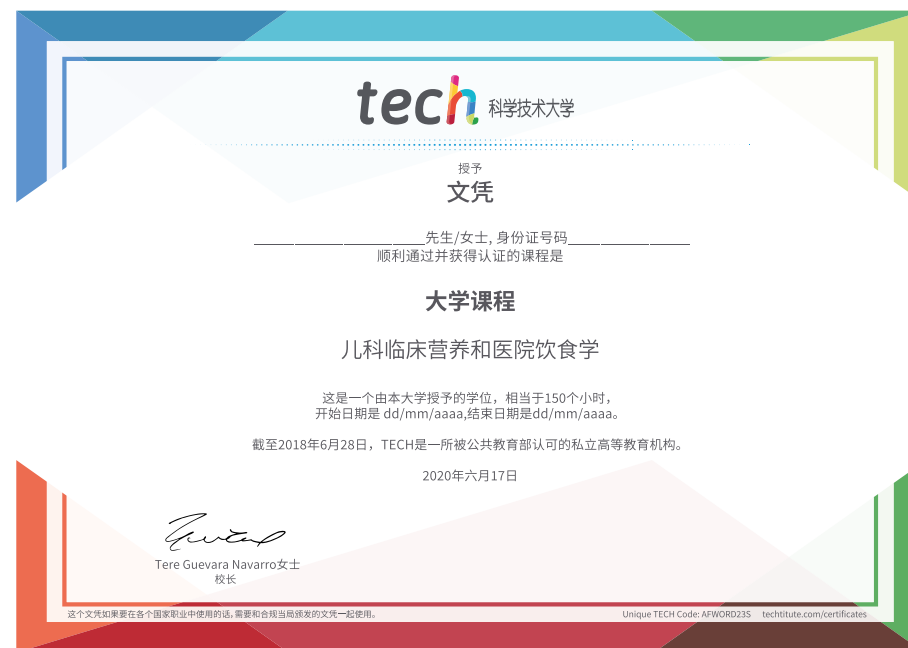 tech 科学技术大学
授予
文凭
先生/女士, 身份证号码
顺利通过并获得认证的课程是
大学课程
儿科临床营养和医院饮食学
这是一个由本大学授予的学位，相当于150个小时，
开始日期是 dd/mm/aaaa,结束日期是dd/mm/aaaa。
截至2018年6月28日，TECH是一所被公共教育部认可的私立高等教育机构。
2020年六月17日
Tere Guevara Navarro女士
校长
这个文凭如果要在各个国家职业中使用的话,需要和合规当局颁发的文凭一起使用。
Unique TECH Code: AFWORD23S techtitute.com/certificates